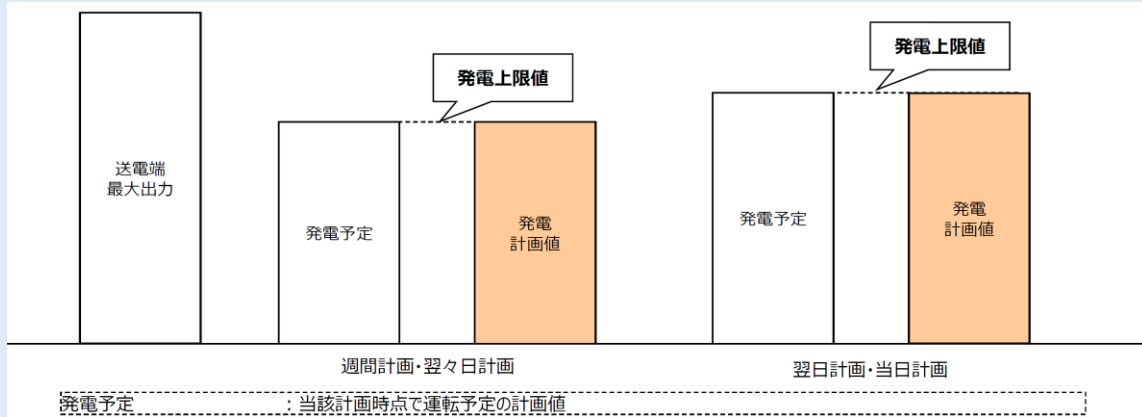 発電上限値
発電上限値
送電端
最大出力
発電予定
発電
計画値
発電予定
発電
計画値
週間計画・翌々日計画
翌日計画・当日計画
発電予定 ：当該計画時点で運転予定の計画値